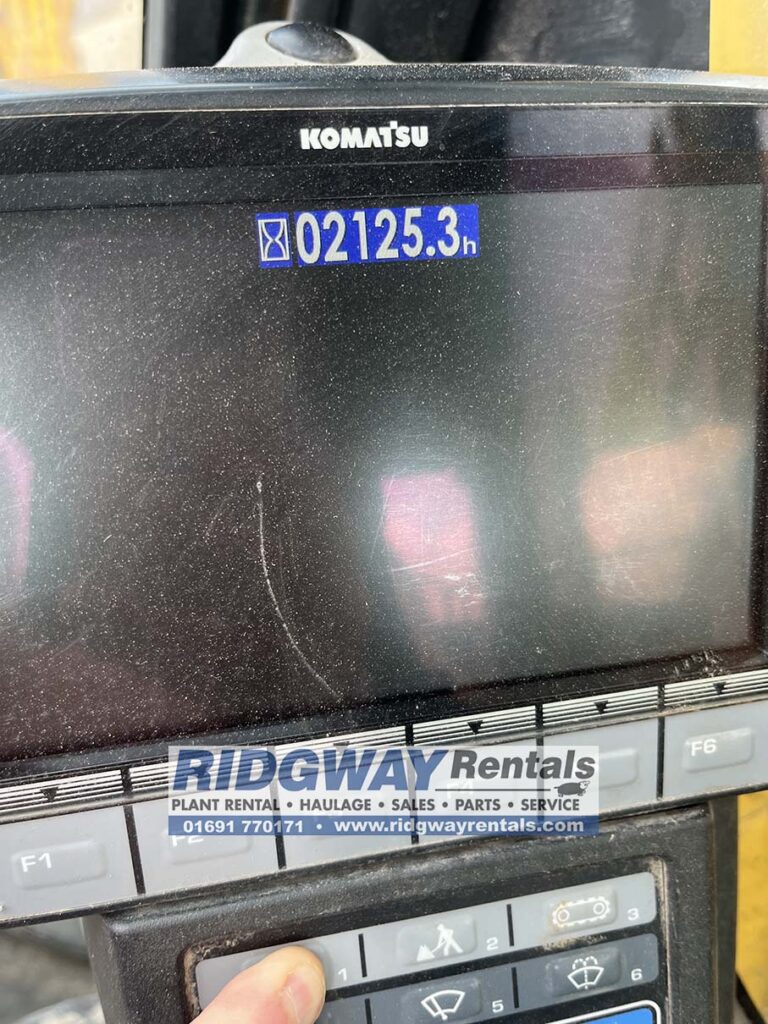 KOMATSU
02125.3h
RIDGWAY Rentals
PLANT RENTAL • HAULAGE • SALES • PARTS • SERVICE
01691 770171 • www.ridgwayrentals.com
F1 F2 F6
1 2 3
5 6